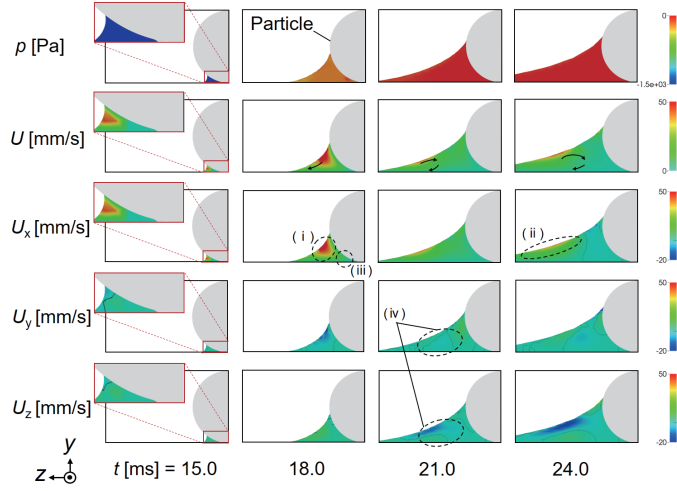 Particle
0
p [Pa]
-1.5e+03
50
U [mm/s]
0
50
Ux [mm/s]
(i)
(ii)
(iii)
-20
50
Uy [mm/s]
(iv)
-20
50
Uz [mm/s]
-20
y
z
t [ms] = 15.0 18.0 21.0 24.0